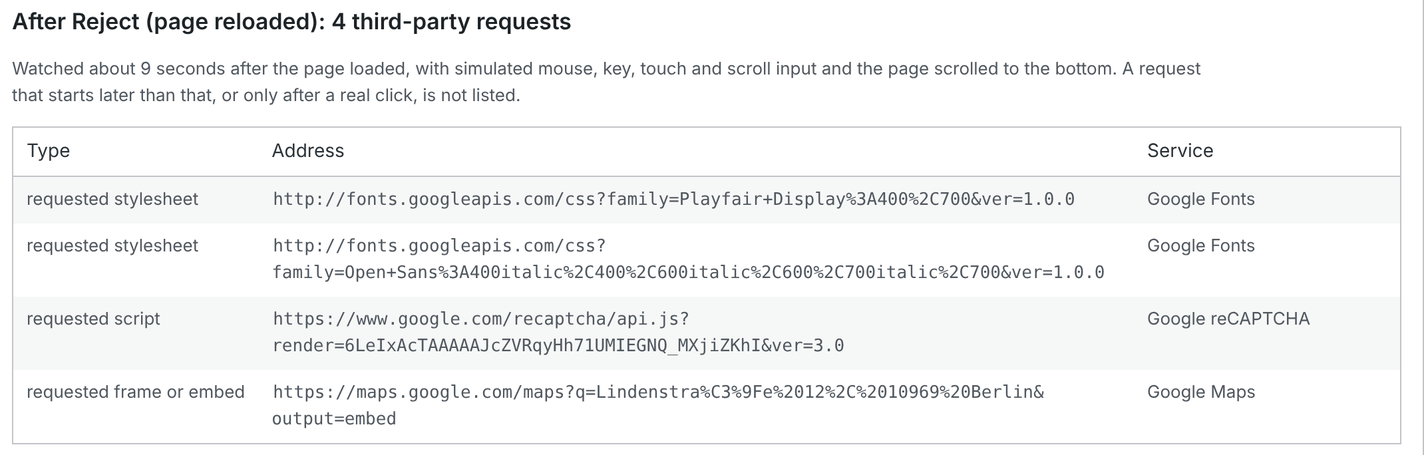 After Reject (page reloaded): 4 third-party requests
Watched about 9 seconds after the page loaded, with simulated mouse, key, touch and scroll input and the page scrolled to the bottom. A request
that starts later than that, or only after a real click, is not listed.
Type Address Service
requested stylesheet http://fonts.googleapis.com/css?family=Playfair+Display%3A400%2C700&ver=1.0.0 Google Fonts
requested stylesheet http://fonts.googleapis.com/css? Google Fonts
family=Open+Sans%3A400italic%2C400%2C600italic%2C600%2C700italic%2C700&ver=1.0.0
requested script https://www.google.com/recaptcha/api.js? Google reCAPTCHA
render=6LeIxAcTAAAAAJcZVRqyHh71UMIEGNQ_MXjiZKhI&ver=3.0
requested frame or embed https://maps.google.com/maps?q=Lindenstra%C3%9Fe%2012%2C%2010969%20Berlin& Google Maps
output=embed